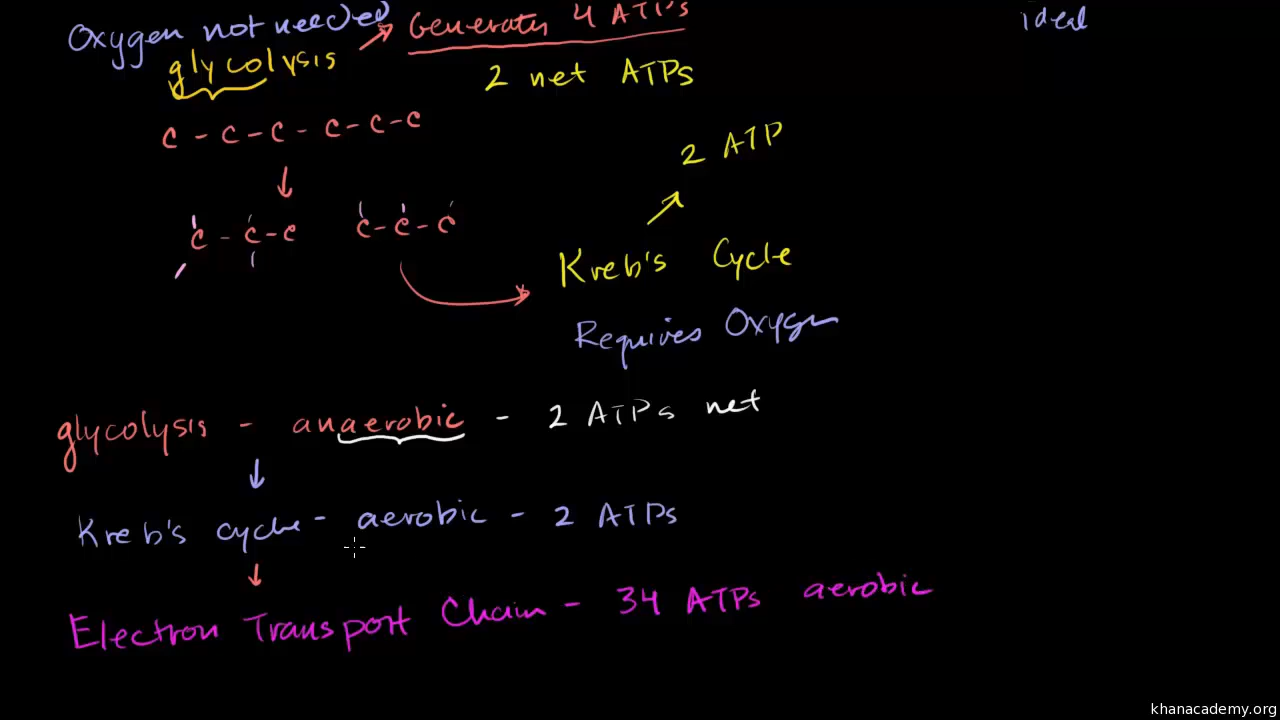 Oxygen not needed
Generates 4 ATPs
ideal
glycolysis
2 net ATPs
C - C - C - C - C - C
2 ATP
C - C - C C - C - C
Kreb's Cycle
Requires Oxygen
glycolysis - anaerobic - 2 ATPs net
Kreb's cycle - aerobic - 2 ATPs
Electron Transport Chain - 34 ATPs aerobic
khanacademy.org